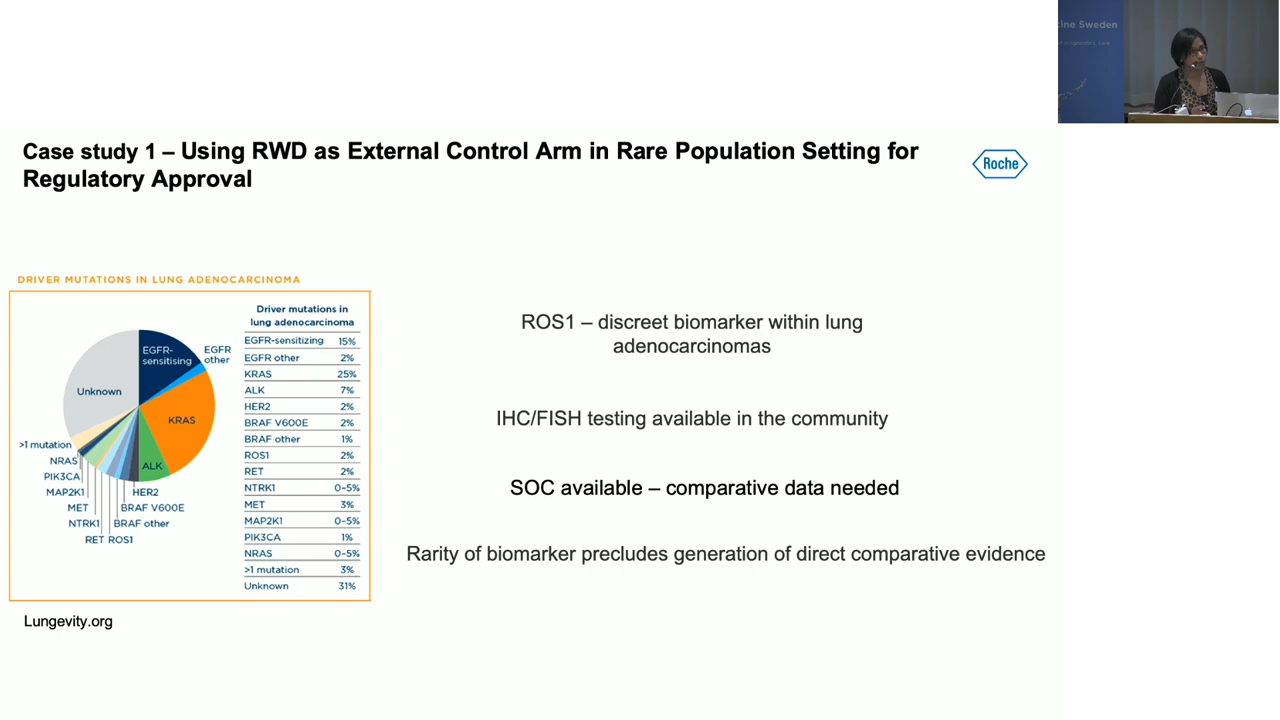 cine Sweden
Case study 1 – Using RWD as External Control Arm in Rare Population Setting for
Regulatory Approval
Roche
DRIVER MUTATIONS IN LUNG ADENOCARCINOMA
EGFR-
sensitising
EGFR
other
Unknown
KRAS
>1 mutation
ALK
NRAS
PIK3CA
MAP2K1
HER2
MET
BRAF V600E
NTRK1
BRAF other
RET ROS1
Driver mutations in
lung adenocarcinoma
EGFR-sensitizing 15%
EGFR other 2%
KRAS 25%
ALK 7%
HER2 2%
BRAF V600E 2%
BRAF other 1%
ROS1 2%
RET 2%
NTRK1 0–5%
MET 3%
MAP2K1 0–5%
PIK3CA 1%
NRAS 0–5%
>1 mutation 3%
Unknown 31%
ROS1 – discreet biomarker within lung
adenocarcinomas
IHC/FISH testing available in the community
SOC available – comparative data needed
Rarity of biomarker precludes generation of direct comparative evidence
Lungevity.org